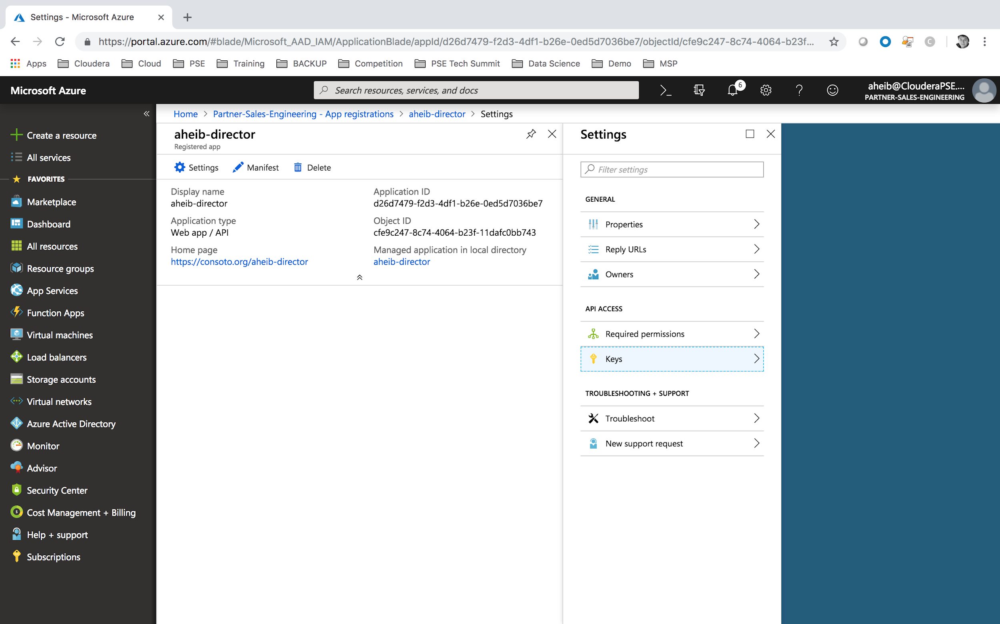 Settings - Microsoft Azure
https://portal.azure.com/#blade/Microsoft_AAD_IAM/ApplicationBlade/appId/d26d7479-f2d3-4df1-b26e-0ed5d7036be7/objectId/cfe9c247-8c74-4064-b23f...
C
Apps Cloudera Cloud PSE Training BACKUP Competition PSE Tech Summit Data Science Demo MSP
Microsoft Azure
Search resources, services, and docs
6
aheib@ClouderaPSE....
PARTNER-SALES-ENGINEERING
Home > Partner-Sales-Engineering - App registrations > aheib-director > Settings
Create a resource
All services
FAVORITES
Marketplace
Dashboard
All resources
Resource groups
App Services
Function Apps
Virtual machines
Load balancers
Storage accounts
Virtual networks
Azure Active Directory
Monitor
Advisor
Security Center
Cost Management + Billing
Help + support
Subscriptions
aheib-director
Registered app
Settings Manifest Delete
Display name
aheib-director
Application type
Web app / API
Home page
https://consoto.org/aheib-director
Application ID
d26d7479-f2d3-4df1-b26e-0ed5d7036be7
Object ID
cfe9c247-8c74-4064-b23f-11dafc0bb743
Managed application in local directory
aheib-director
Settings
Filter settings
GENERAL
Properties
Reply URLs
Owners
API ACCESS
Required permissions
Keys
TROUBLESHOOTING + SUPPORT
Troubleshoot
New support request